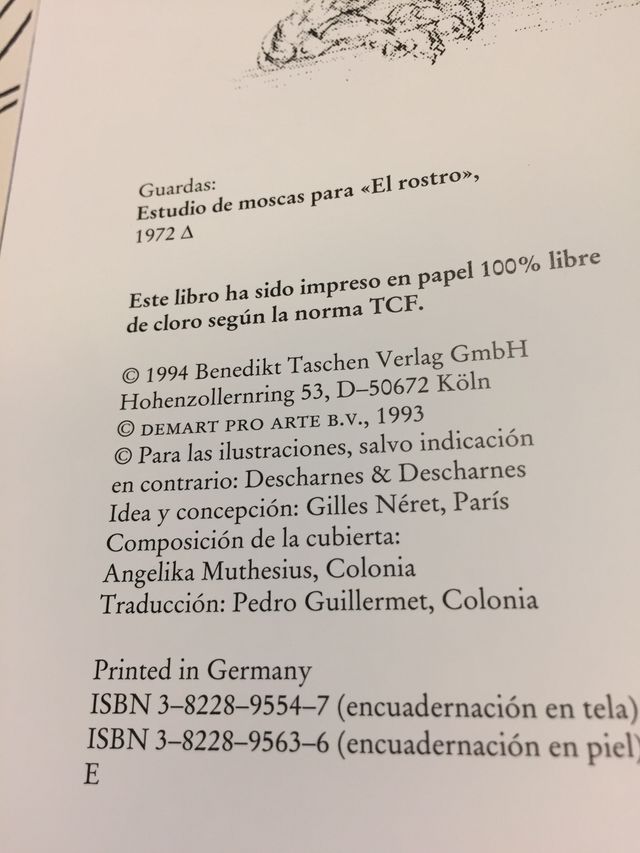 Guardas:
Estudio de moscas para «El rostro»,
1972 Δ
Este libro ha sido impreso en papel 100% libre
de cloro según la norma TCF.
© 1994 Benedikt Taschen Verlag GmbH
Hohenzollernring 53, D–50672 Köln
© DEMART PRO ARTE B.V., 1993
© Para las ilustraciones, salvo indicación
en contrario: Descharnes & Descharnes
Idea y concepción: Gilles Néret, París
Composición de la cubierta:
Angelika Muthesius, Colonia
Traducción: Pedro Guillermet, Colonia
Printed in Germany
ISBN 3–8228–9554–7 (encuadernación en tela)
ISBN 3–8228–9563–6 (encuadernación en piel)
E